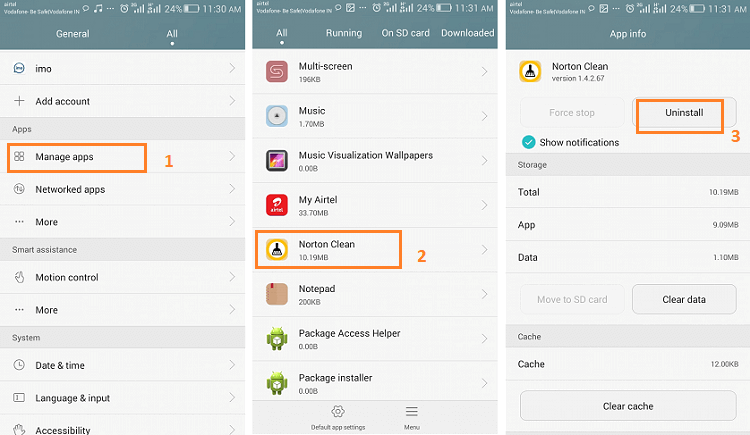 airtel
Vodafone- Be Safe|Vodafone IN 24% 11:30 AM
General All
imo
Add account
Apps
Manage apps
1
Networked apps
More
Smart assistance
Motion control
More
System
Date & time
Language & input
Accessibility
airtel
Vodafone- Be Safe|Vodafone IN 24% 11:31 AM
All Running On SD card Downloaded
Multi-screen
196KB
Music
1.70MB
Music Visualization Wallpapers
0.00B
My Airtel
33.70MB
Norton Clean
10.19MB
2
Notepad
200KB
Package Access Helper
0.00B
Package installer
0.00B
Default app settings Menu
airtel
Vodafone- Be Safe|Vodafone IN 24% 11:31 AM
App info
Norton Clean
version 1.4.2.67
Force stop Uninstall
3
Show notifications
Storage
Total 10.19MB
App 9.09MB
Data 1.10MB
Move to SD card Clear data
Cache
Cache 12.00KB
Clear cache